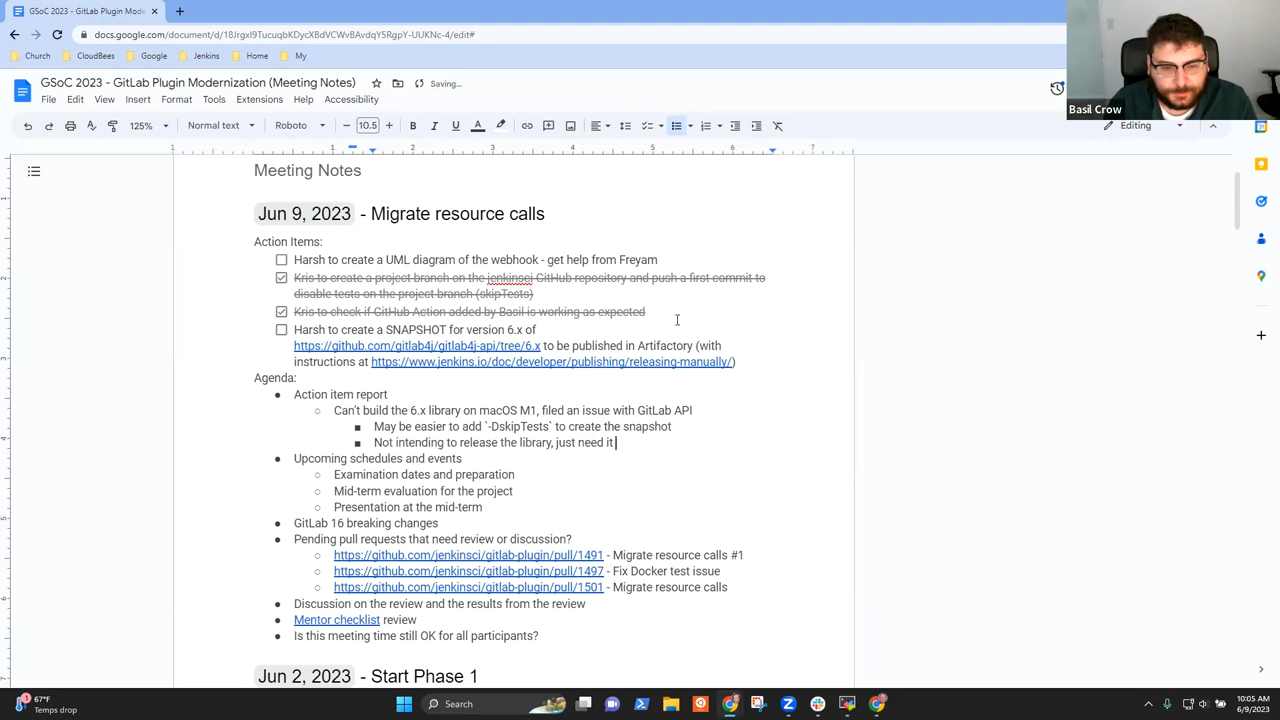 GSoC 2023 - GitLab Plugin Mode
docs.google.com/document/d/18Jrgxl9TucuqbKDycXBdVCWvBAvdqY5RgpY-UUKNc-4/edit#
Church CloudBees Google Jenkins Home My
GSoC 2023 - GitLab Plugin Modernization (Meeting Notes) Saving...
File Edit View Insert Format Tools Extensions Help Accessibility
Basil Crow
125% Normal text Roboto 10.5 Editing
1 1 2 3 4 5 6 7
Meeting Notes
Jun 9, 2023 - Migrate resource calls
Action Items:
Harsh to create a UML diagram of the webhook - get help from Freyam
Kris to create a project branch on the jenkinsci GitHub repository and push a first commit to
disable tests on the project branch (skipTests)
Kris to check if GitHub Action added by Basil is working as expected
Harsh to create a SNAPSHOT for version 6.x of
https://github.com/gitlab4j/gitlab4j-api/tree/6.x to be published in Artifactory (with
instructions at https://www.jenkins.io/doc/developer/publishing/releasing-manually/)
Agenda:
● Action item report
○ Can't build the 6.x library on macOS M1, filed an issue with GitLab API
■ May be easier to add `-DskipTests` to create the snapshot
■ Not intending to release the library, just need it
● Upcoming schedules and events
○ Examination dates and preparation
○ Mid-term evaluation for the project
○ Presentation at the mid-term
● GitLab 16 breaking changes
● Pending pull requests that need review or discussion?
○ https://github.com/jenkinsci/gitlab-plugin/pull/1491 - Migrate resource calls #1
○ https://github.com/jenkinsci/gitlab-plugin/pull/1497 - Fix Docker test issue
○ https://github.com/jenkinsci/gitlab-plugin/pull/1501 - Migrate resource calls
● Discussion on the review and the results from the review
● Mentor checklist review
● Is this meeting time still OK for all participants?
Jun 2, 2023 - Start Phase 1
67°F
Temps drop
Search
10:05 AM
6/9/2023